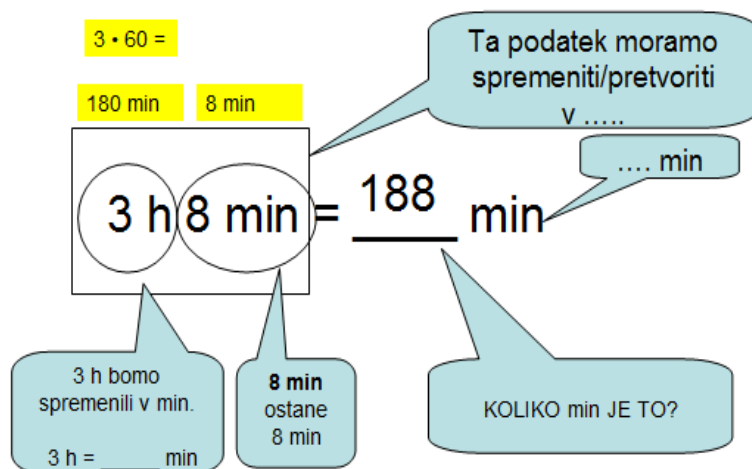 3 • 60 =
180 min
8 min
Ta podatek moramo
spremeniti/pretvoriti
v .....
.... min
3 h 8 min = 188 min
3 h bomo
spremenili v min.
3 h = _____ min
8 min
ostane
8 min
KOLIKO min JE TO?